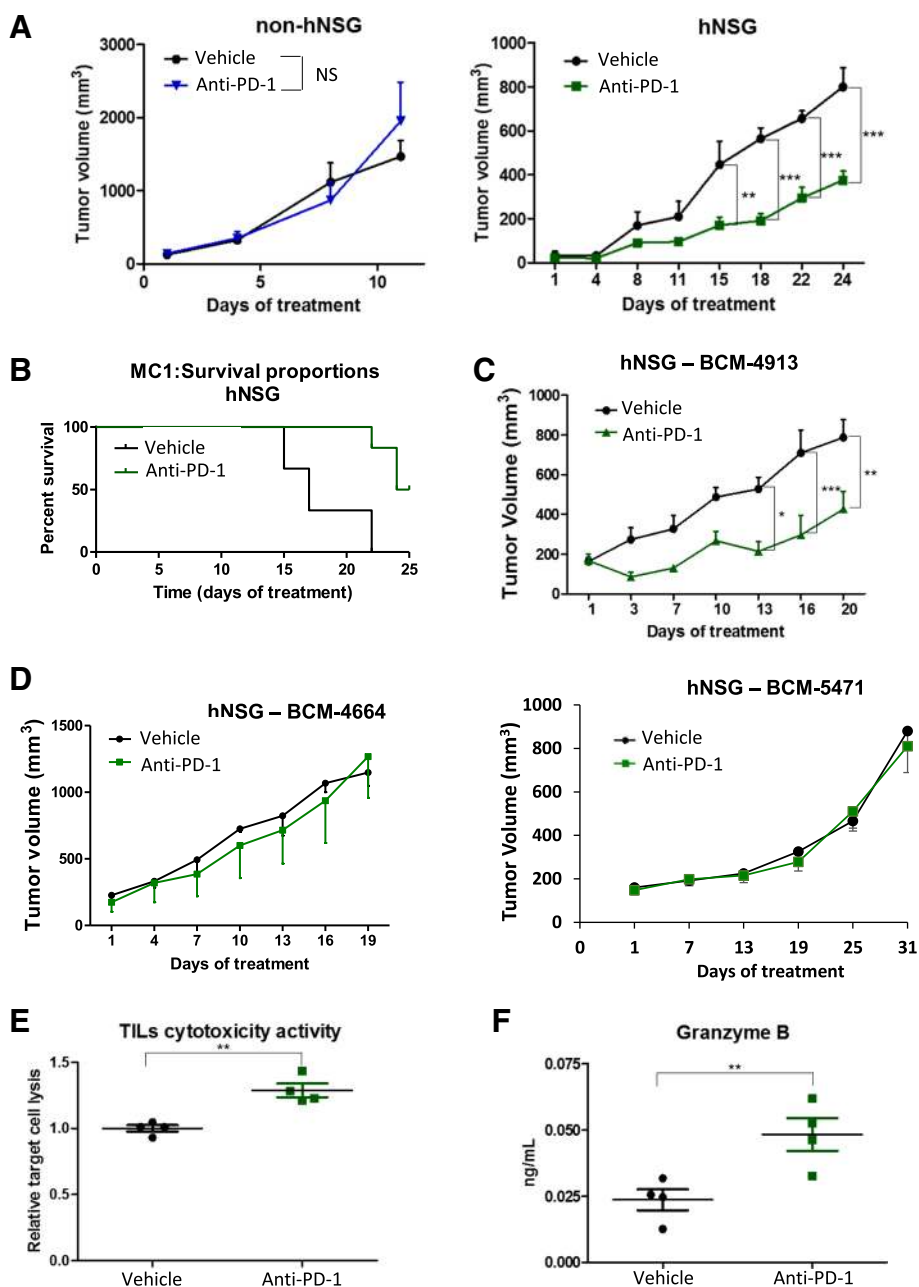 A
non-hNSG
Tumor volume (mm³)
3000
2000
1000
0
Vehicle
Anti-PD-1
NS
0 5 10
Days of treatment
hNSG
Tumor volume (mm³)
1000
800
600
400
200
0
Vehicle
Anti-PD-1
**
***
***
***
1 4 8 11 15 18 22 24
Days of treatment
B
MC1:Survival proportions
hNSG
Percent survival
100
50
0
Vehicle
Anti-PD-1
0 5 10 15 20 25
Time (days of treatment)
C
hNSG – BCM-4913
Tumor Volume (mm³)
1000
800
600
400
200
0
Vehicle
Anti-PD-1
*
***
**
1 3 7 10 13 16 20
Days of treatment
D
hNSG – BCM-4664
Tumor volume (mm³)
1500
1000
500
0
Vehicle
Anti-PD-1
1 4 7 10 13 16 19
Days of treatment
hNSG – BCM-5471
Tumor Volume (mm³)
1000
800
600
400
200
0
Vehicle
Anti-PD-1
0 1 7 13 19 25 31
Days of treatment
E
TILs cytotoxicity activity
Relative target cell lysis
1.5
1.0
0.5
0.0
**
Vehicle Anti-PD-1
F
Granzyme B
ng/mL
0.075
0.050
0.025
0.000
**
Vehicle Anti-PD-1